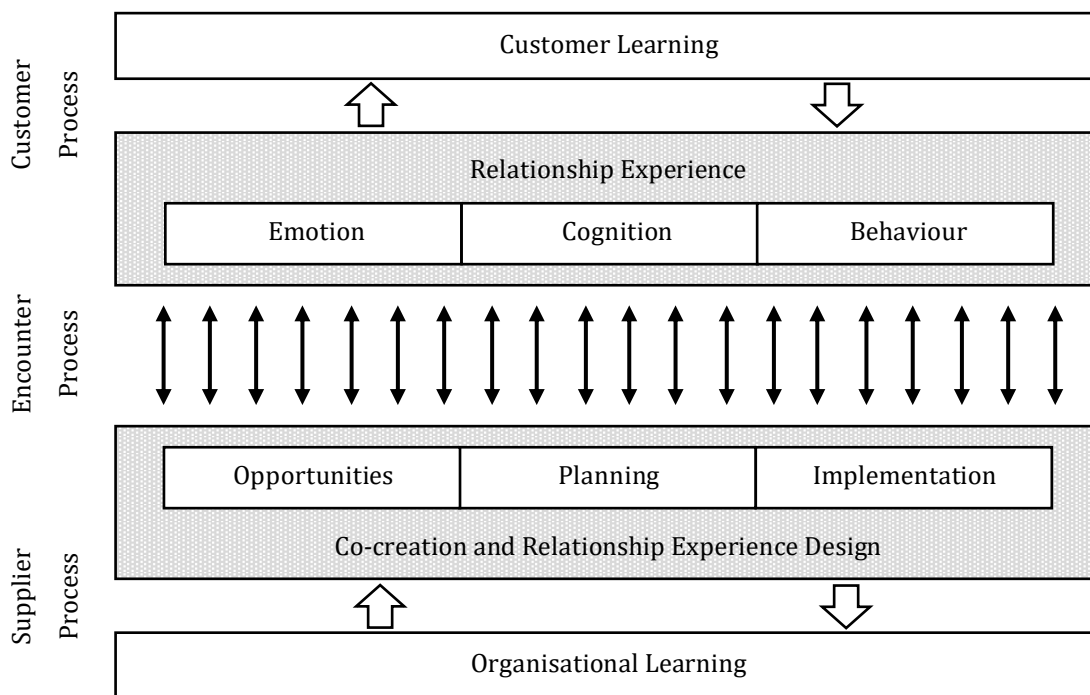 Customer Learning
Customer
Process
Relationship Experience
Emotion
Cognition
Behaviour
Encounter
Process
Opportunities
Planning
Implementation
Co-creation and Relationship Experience Design
Supplier
Process
Organisational Learning